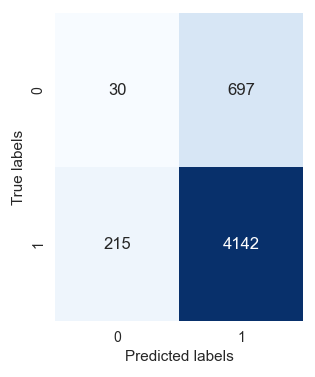 True labels
0
30 697
1
215 4142
0 1
Predicted labels